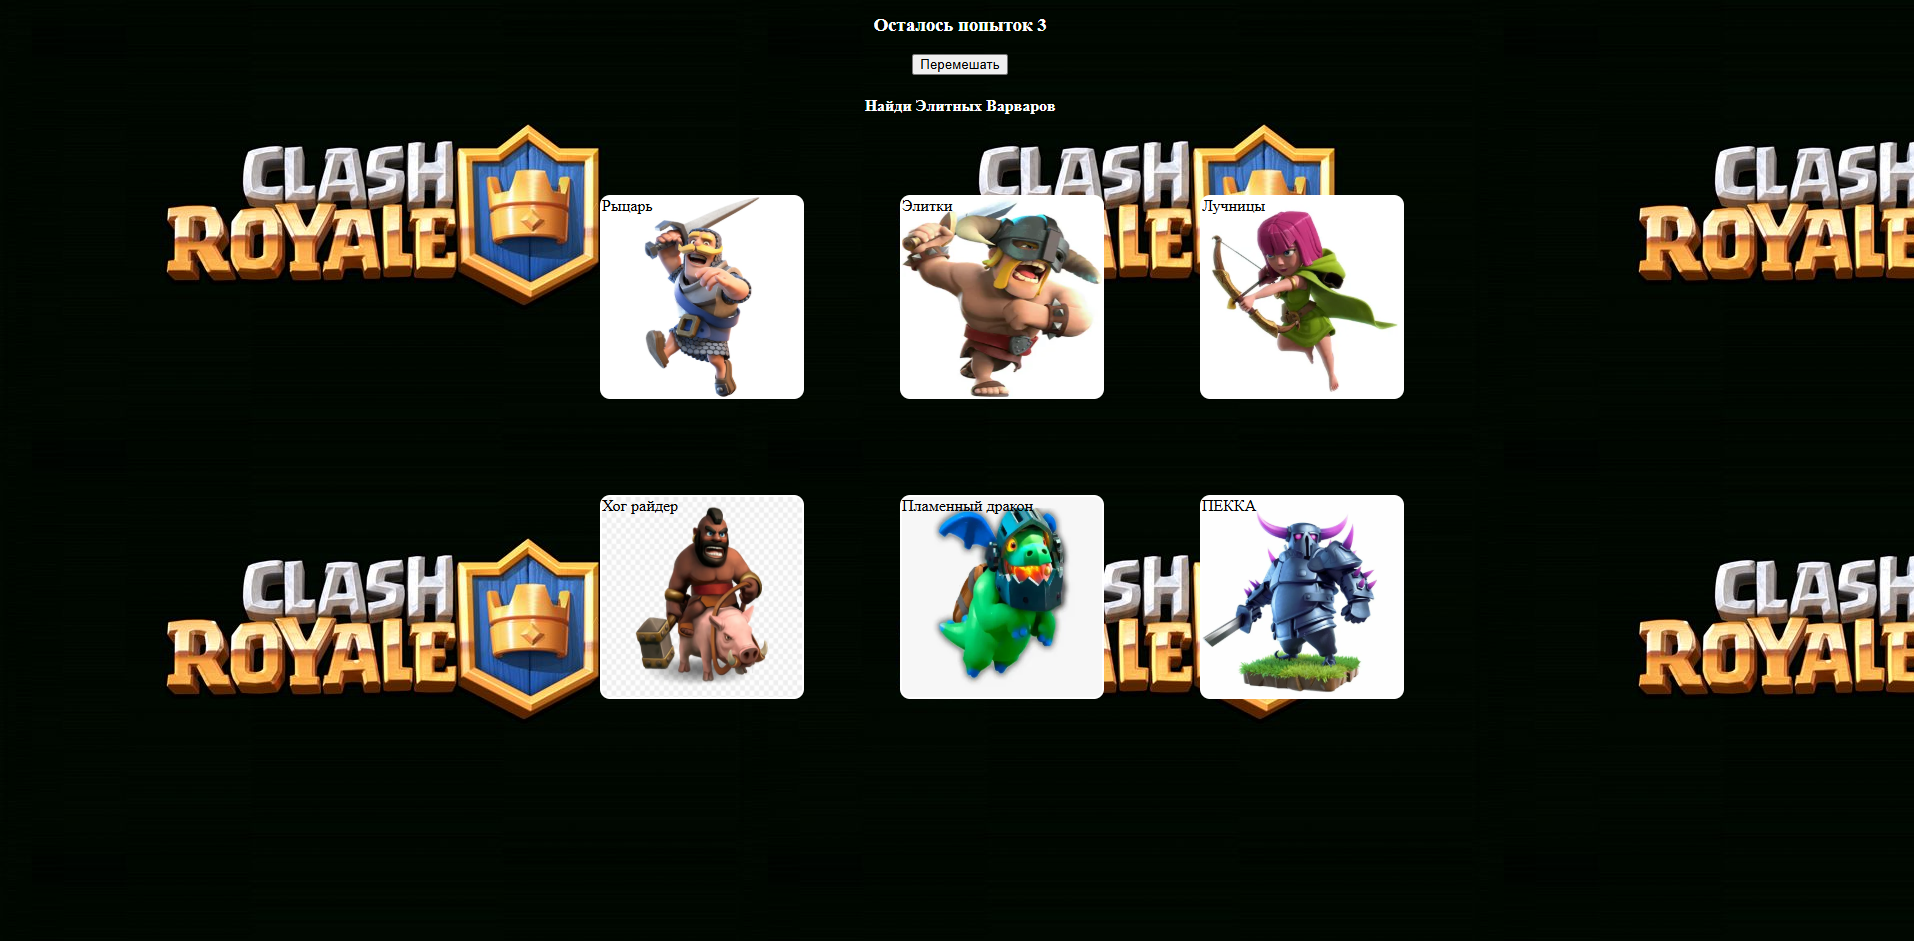 Осталось попыток 3
Перемешать
Найди Элитных Варваров
CLASH
ROYALE
CLASH
ROYALE
CLASH
ROYALE
Рыцарь
Элитки
Лучницы
Хог райдер
Пламенный дракон
ПЕККА
CLASH
ROYALE
CLASH
ROYALE